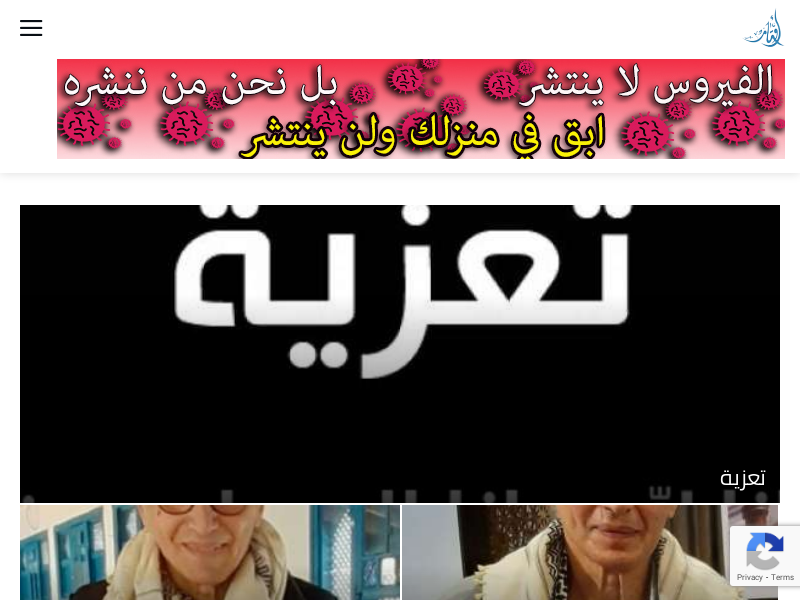 الفيروس لا ينتشر بل نحن من ننشره
ابق في منزلك ولن ينتشر
تعزية
تعزية
Privacy - Terms